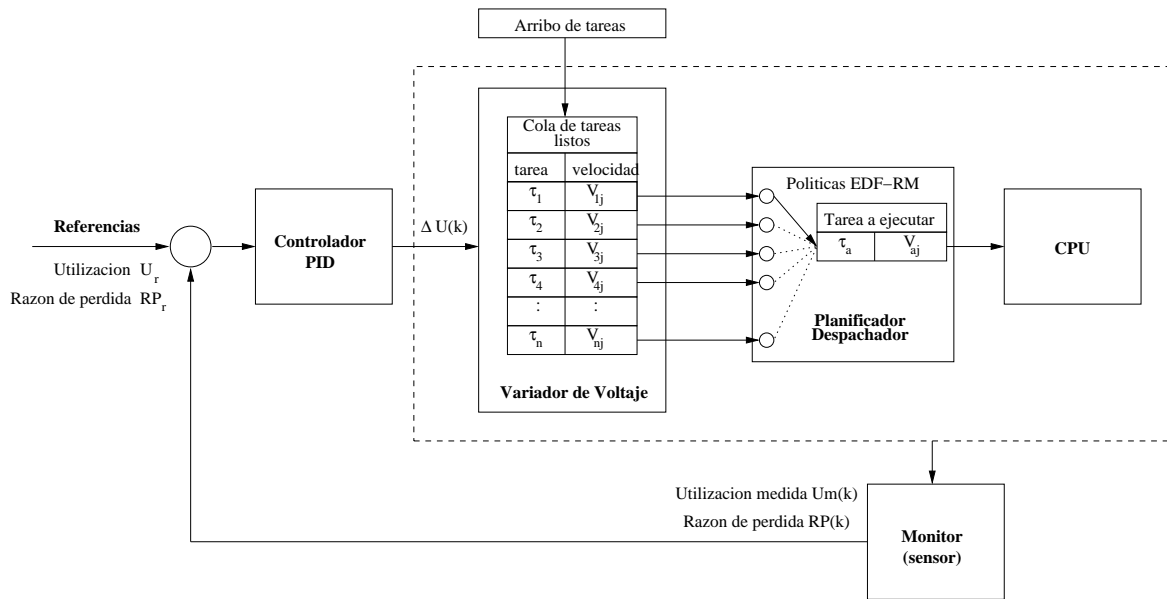 Arribo de tareas
Cola de tareas
listos
tarea velocidad
τ1 V1j
τ2 V2j
τ3 V3j
τ4 V4j
: :
τn Vnj
Variador de Voltaje
Politicas EDF−RM
Tarea a ejecutar
τa Vaj
Planificador
Despachador
CPU
Referencias
Utilizacion Ur
Razon de perdida RPr
Controlador
PID
Δ U(k)
Utilizacion medida Um(k)
Razon de perdida RP(k)
Monitor
(sensor)